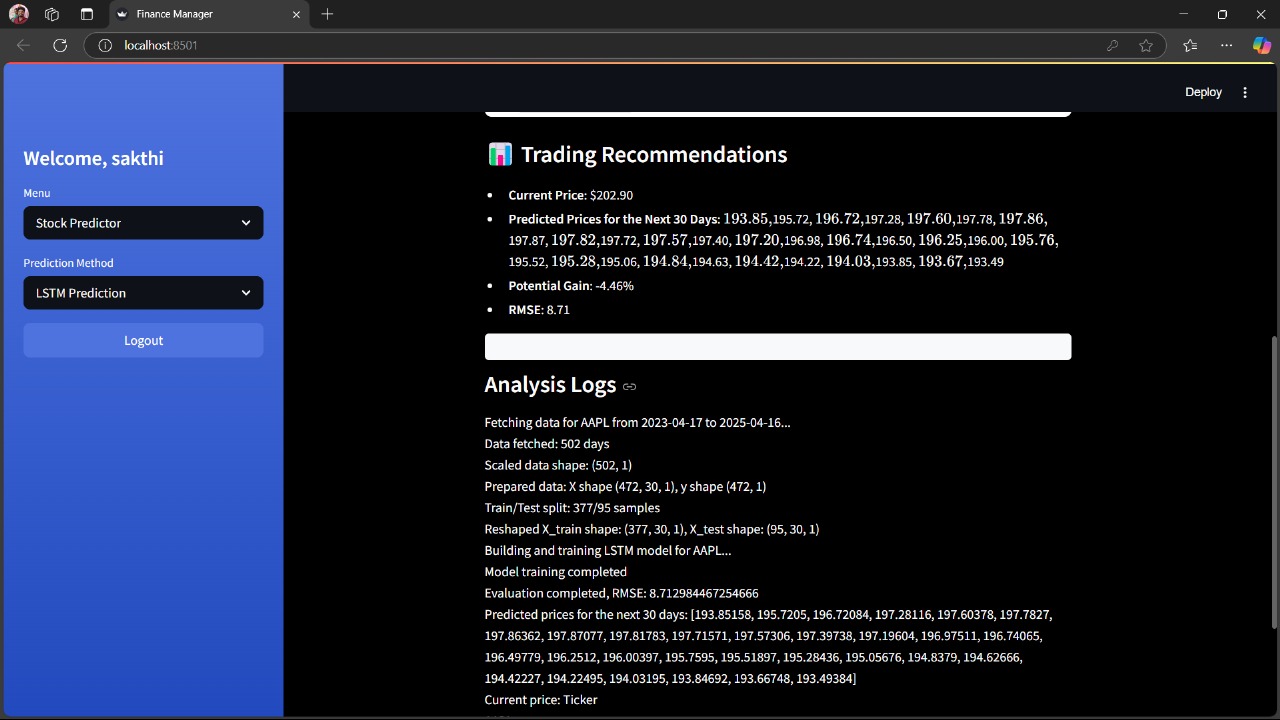 Finance Manager
localhost:8501
Deploy
Welcome, sakthi
Menu
Stock Predictor
Prediction Method
LSTM Prediction
Logout
Trading Recommendations
• Current Price: $202.90
• Predicted Prices for the Next 30 Days: 193.85,195.72, 196.72,197.28, 197.60,197.78, 197.86,
197.87, 197.82,197.72, 197.57,197.40, 197.20,196.98, 196.74,196.50, 196.25,196.00, 195.76,
195.52, 195.28,195.06, 194.84,194.63, 194.42,194.22, 194.03,193.85, 193.67,193.49
• Potential Gain: -4.46%
• RMSE: 8.71
Analysis Logs
Fetching data for AAPL from 2023-04-17 to 2025-04-16...
Data fetched: 502 days
Scaled data shape: (502, 1)
Prepared data: X shape (472, 30, 1), y shape (472, 1)
Train/Test split: 377/95 samples
Reshaped X_train shape: (377, 30, 1), X_test shape: (95, 30, 1)
Building and training LSTM model for AAPL...
Model training completed
Evaluation completed, RMSE: 8.712984467254666
Predicted prices for the next 30 days: [193.85158, 195.7205, 196.72084, 197.28116, 197.60378, 197.7827,
197.86362, 197.87077, 197.81783, 197.71571, 197.57306, 197.39738, 197.19604, 196.97511, 196.74065,
196.49779, 196.2512, 196.00397, 195.7595, 195.51897, 195.28436, 195.05676, 194.8379, 194.62666,
194.42227, 194.22495, 194.03195, 193.84692, 193.66748, 193.49384]
Current price: Ticker